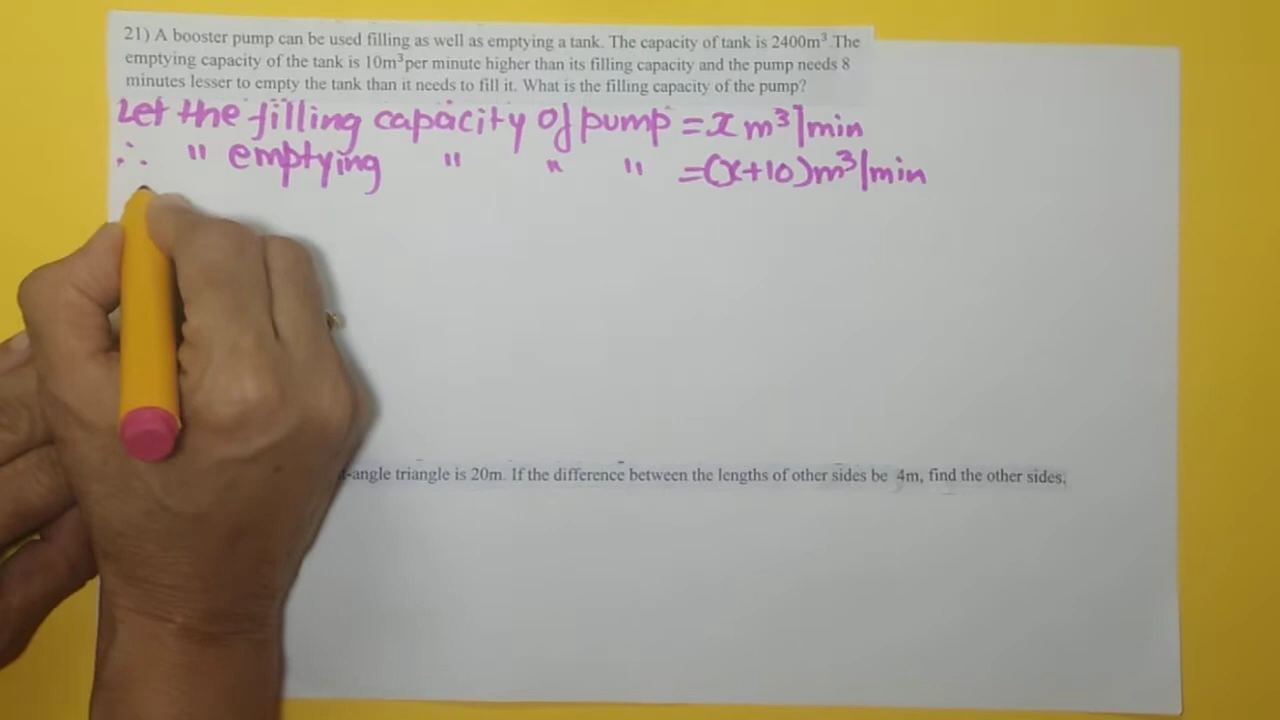 21) A booster pump can be used filling as well as emptying a tank. The capacity of tank is 2400m³.The
emptying capacity of the tank is 10m³per minute higher than its filling capacity and the pump needs 8
minutes lesser to empty the tank than it needs to fill it. What is the filling capacity of the pump?
Let the filling capacity of pump = x m³/min
∴ " emptying " " " =(x+10)m³/min
-angle triangle is 20m. If the difference between the lengths of other sides be 4m, find the other sides.